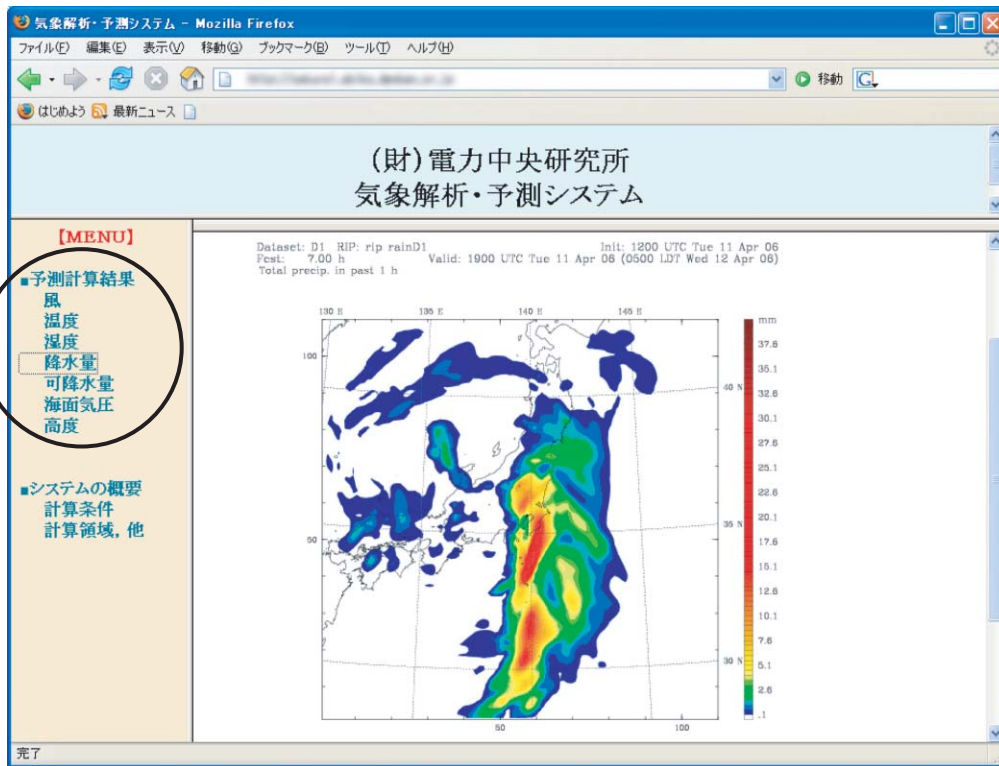 気象解析・予測システム - Mozilla Firefox
ファイル(F) 編集(E) 表示(V) 移動(G) ブックマーク(B) ツール(T) ヘルプ(H)
移動
G
はじめよう 最新ニュース
(財)電力中央研究所
気象解析・予測システム
【MENU】
■予測計算結果
風
温度
湿度
降水量
可降水量
海面気圧
高度
■システムの概要
計算条件
計算領域, 他
Dataset: D1 RIP: rip rainD1 Init: 1200 UTC Tue 11 Apr 06
Fcst: 7.00 h Valid: 1900 UTC Tue 11 Apr 06 (0500 LDT Wed 12 Apr 06)
Total precip. in past 1 h
130 E 135 E 140 E 145 E
mm
37.6
35.1
32.6
30.1
27.6
25.1
22.6
20.1
17.6
15.1
12.6
10.1
7.6
5.1
2.6
.1
100
50
40 N
35 N
30 N
50 100
完了